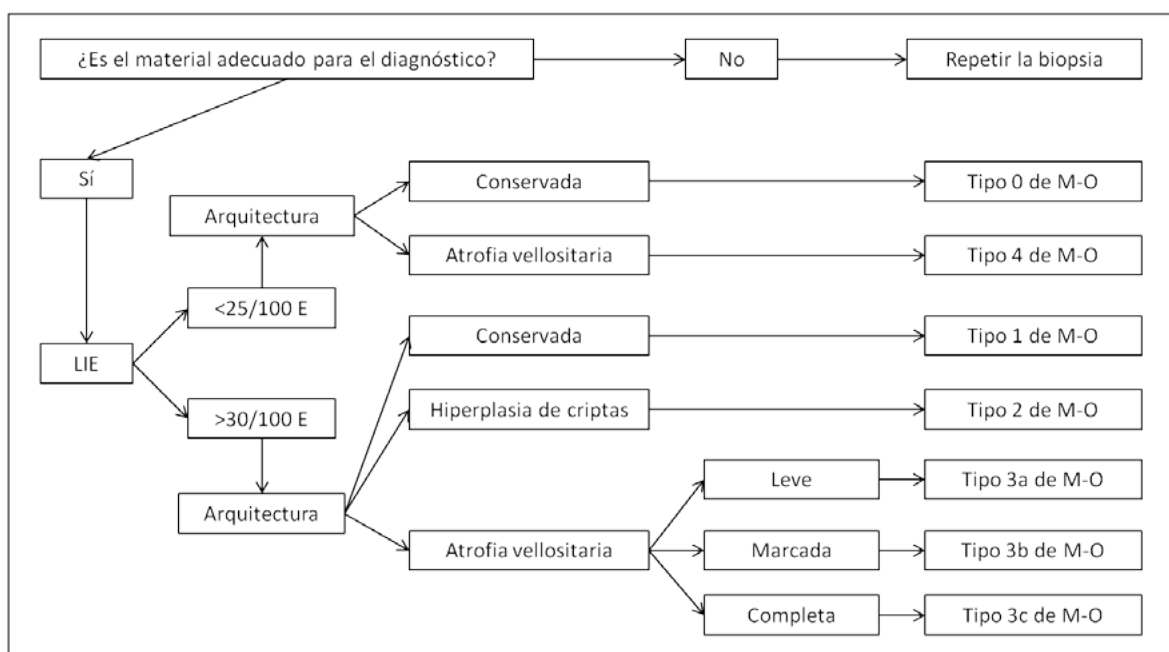 ¿Es el material adecuado para el diagnóstico?
No
Repetir la biopsia
Sí
Conservada
Tipo 0 de M-O
Arquitectura
Atrofia vellositaria
Tipo 4 de M-O
<25/100 E
Conservada
Tipo 1 de M-O
LIE
Hiperplasia de criptas
Tipo 2 de M-O
>30/100 E
Leve
Tipo 3a de M-O
Arquitectura
Atrofia vellositaria
Marcada
Tipo 3b de M-O
Completa
Tipo 3c de M-O